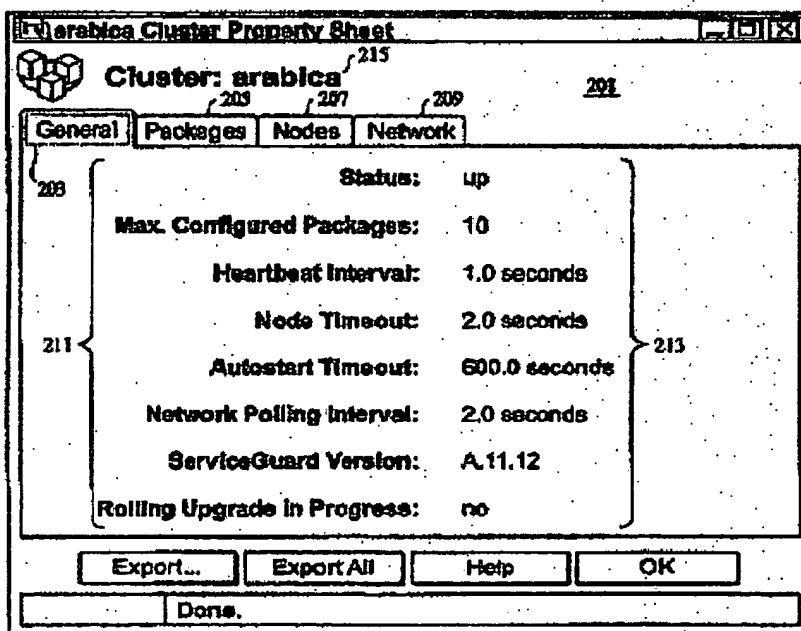 arabica Cluster Property Sheet
Cluster: arabica 215
201
205 207 209
General Packages Nodes Network
203
Status: up
Max. Configured Packages: 10
Heartbeat Interval: 1.0 seconds
Node Timeout: 2.0 seconds
211 213
Autostart Timeout: 600.0 seconds
Network Polling Interval: 2.0 seconds
ServiceGuard Version: A.11.12
Rolling Upgrade in Progress: no
Export... Export All Help OK
Done.